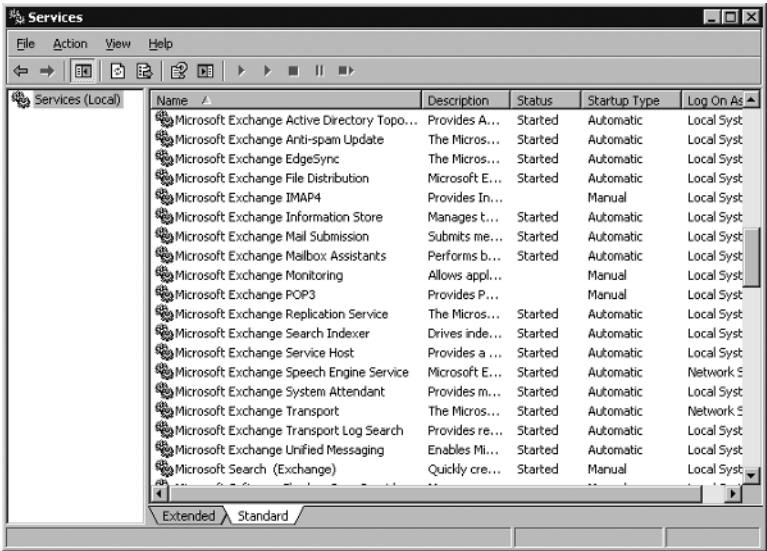 Services
File Action View Help
Services (Local)
Name Description Status Startup Type Log On As
Microsoft Exchange Active Directory Topo... Provides A... Started Automatic Local Syst
Microsoft Exchange Anti-spam Update The Micros... Started Automatic Local Syst
Microsoft Exchange EdgeSync The Micros... Started Automatic Local Syst
Microsoft Exchange File Distribution Microsoft E... Started Automatic Local Syst
Microsoft Exchange IMAP4 Provides In... Manual Local Syst
Microsoft Exchange Information Store Manages t... Started Automatic Local Syst
Microsoft Exchange Mail Submission Submits me... Started Automatic Local Syst
Microsoft Exchange Mailbox Assistants Performs b... Started Automatic Local Syst
Microsoft Exchange Monitoring Allows appl... Manual Local Syst
Microsoft Exchange POP3 Provides P... Manual Local Syst
Microsoft Exchange Replication Service The Micros... Started Automatic Local Syst
Microsoft Exchange Search Indexer Drives inde... Started Automatic Local Syst
Microsoft Exchange Service Host Provides a ... Started Automatic Local Syst
Microsoft Exchange Speech Engine Service Microsoft E... Started Automatic Network S
Microsoft Exchange System Attendant Provides m... Started Automatic Local Syst
Microsoft Exchange Transport The Micros... Started Automatic Network S
Microsoft Exchange Transport Log Search Provides re... Started Automatic Local Syst
Microsoft Exchange Unified Messaging Enables Mi... Started Automatic Local Syst
Microsoft Search (Exchange) Quickly cre... Started Manual Local Syst
Extended Standard